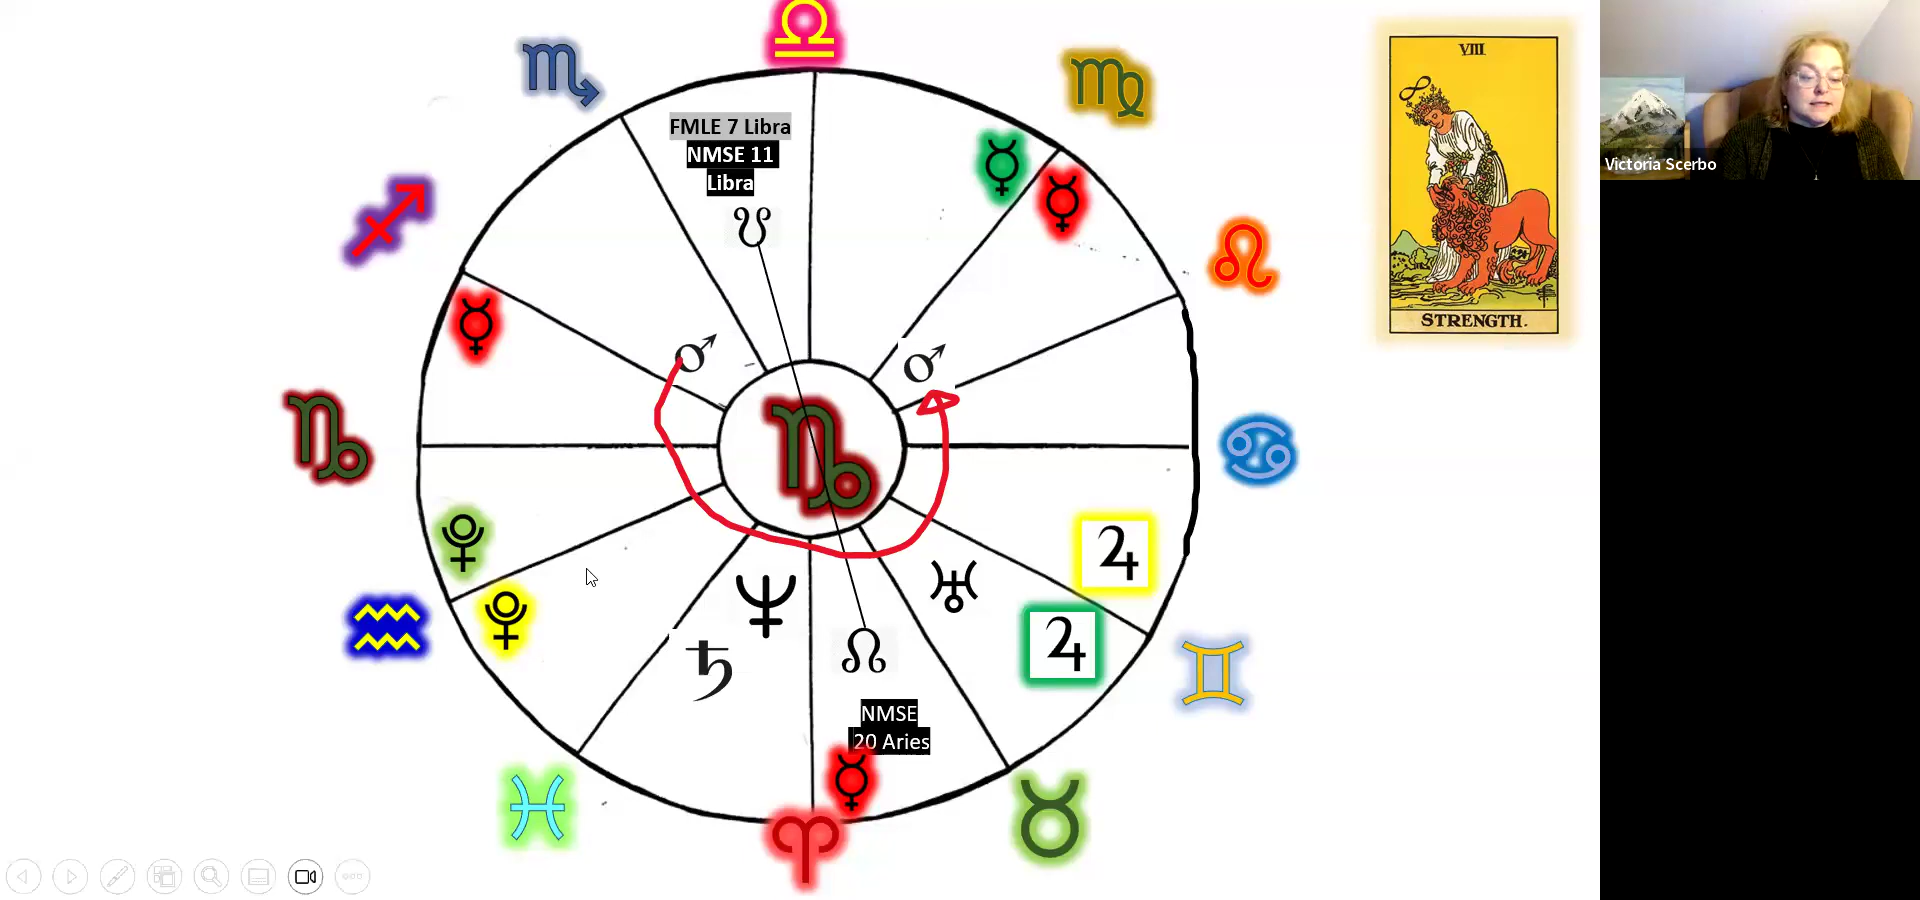 VIII
STRENGTH.
Victoria Scerbo
FMLE 7 Libra
NMSE 11
Libra
NMSE
20 Aries